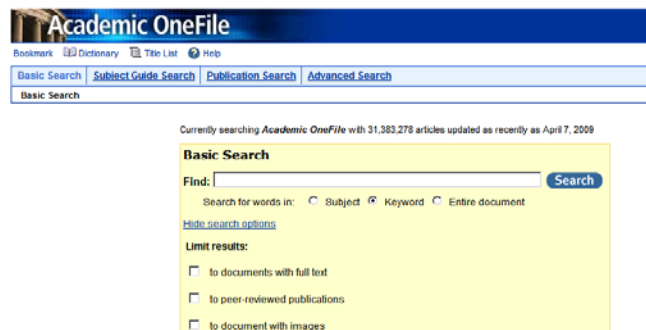 Academic OneFile
Bookmark Dictionary Title List Help
Basic Search Subject Guide Search Publication Search Advanced Search
Basic Search
Currently searching Academic OneFile with 31,383,278 articles updated as recently as April 7, 2009
Basic Search
Find: Search
Search for words in: Subject Keyword Entire document
Hide search options
Limit results:
to documents with full text
to peer-reviewed publications
to document with images